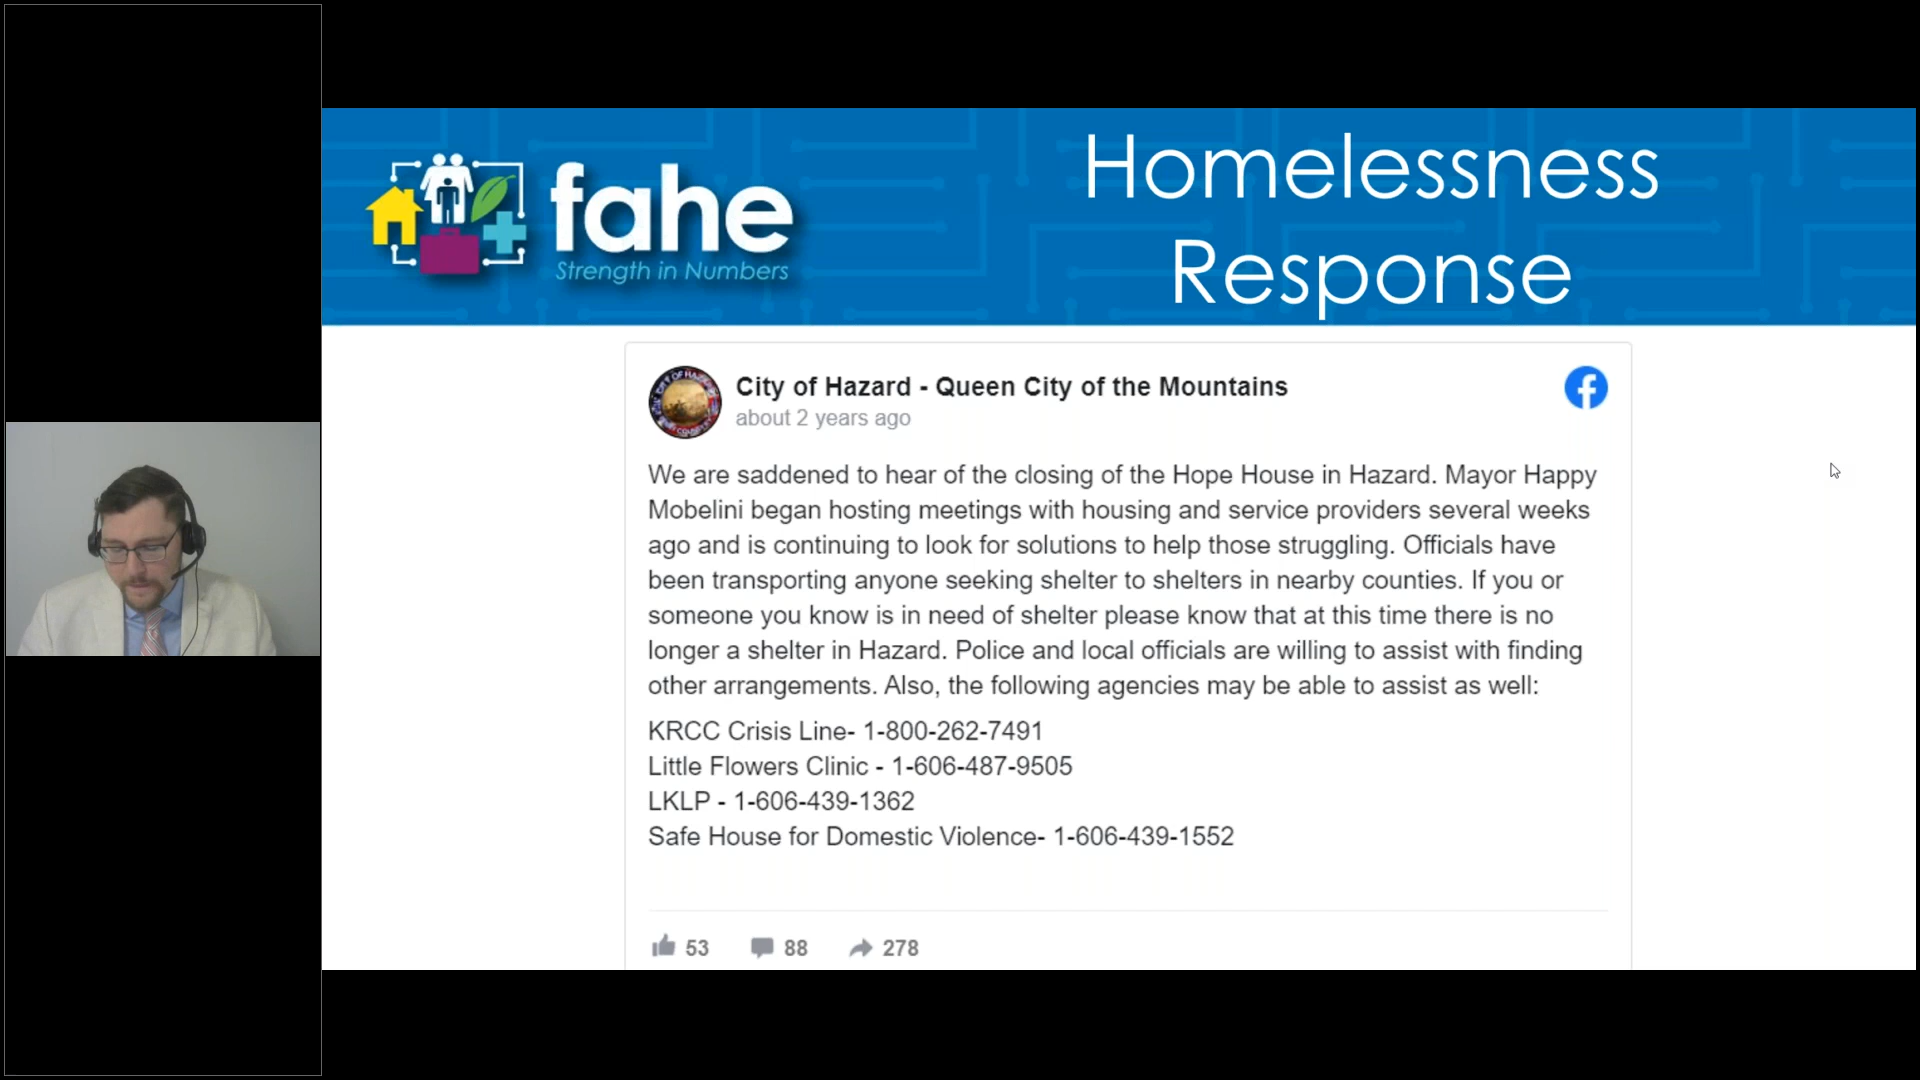 fahe
Strength in Numbers
Homelessness
Response
City of Hazard - Queen City of the Mountains
about 2 years ago
We are saddened to hear of the closing of the Hope House in Hazard. Mayor Happy
Mobelini began hosting meetings with housing and service providers several weeks
ago and is continuing to look for solutions to help those struggling. Officials have
been transporting anyone seeking shelter to shelters in nearby counties. If you or
someone you know is in need of shelter please know that at this time there is no
longer a shelter in Hazard. Police and local officials are willing to assist with finding
other arrangements. Also, the following agencies may be able to assist as well:
KRCC Crisis Line- 1-800-262-7491
Little Flowers Clinic - 1-606-487-9505
LKLP - 1-606-439-1362
Safe House for Domestic Violence- 1-606-439-1552
53 88 278